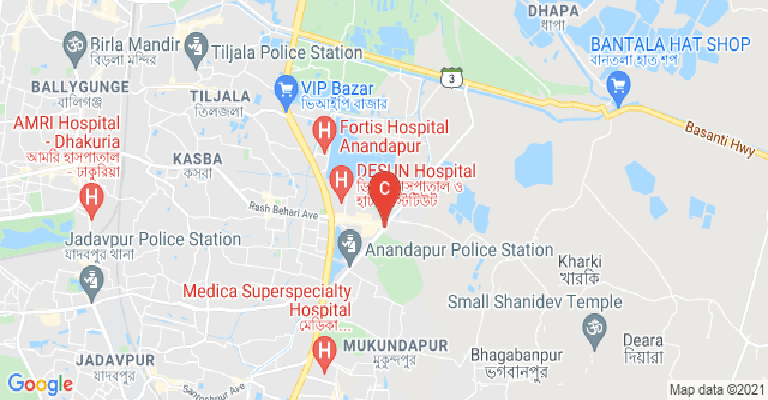 DHAPA
ধাপা
Birla Mandir
বিড়লা মন্দির
Tiljala Police Station
BANTALA HAT SHOP
বানতলা হাত শপ
3
BALLYGUNGE
বালিগঞ্জ
TILJALA
তিলজলা
VIP Bazar
ভিআইপি বাজার
Basanti Hwy
AMRI Hospital
- Dhakuria
আমরি হাসপাতাল
- ঢাকুরিয়া
Fortis Hospital
Anandapur
KASBA
কসবা
DESUN Hospital
হাসপাতাল ও
C
Rash Behari Ave
Jadavpur Police Station
যাদবপুর থানা
Anandapur Police Station
Kharki
খারকি
Medica Superspecialty
Hospital
মেডিকা...
Small Shanidev Temple
MUKUNDAPUR
মুকুন্দপুর
Deara
দিয়ারা
JADAVPUR
যাদবপুর
Bhagabanpur
ভগবানপুর
Santoshpur Ave
Google
Map data ©2021